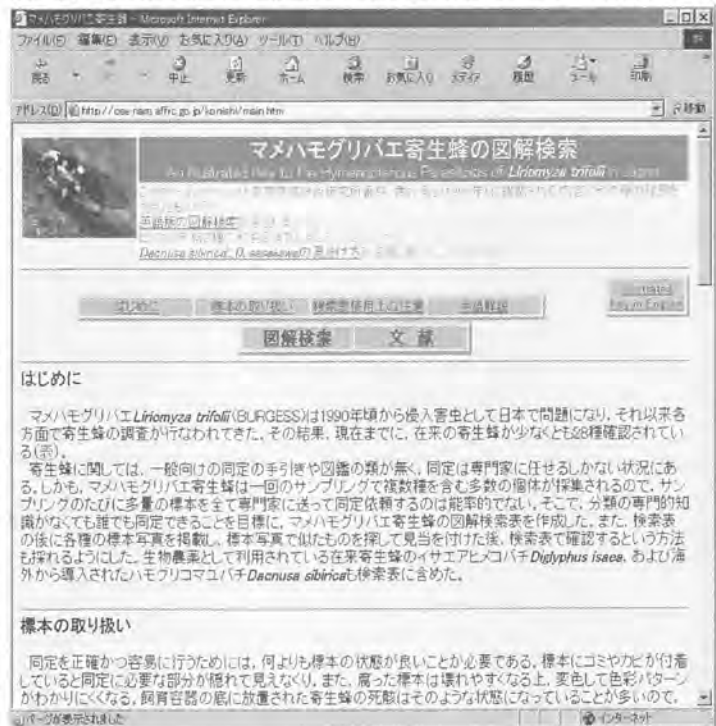 マメハモグリバエ寄生蜂 - Microsoft Internet Explorer
ファイル(F) 編集(E) 表示(V) お気に入り(A) ツール(T) ヘルプ(H)
戻る 中止 更新 ホーム 検索 お気に入り 履歴 メール 印刷
アドレス(D) http://cse.naro.affrc.go.jp/konishi/main.htm 移動
マメハモグリバエ寄生蜂の図解検索
An Illustrated Key to the Hymenopterous Parasitoids of Liriomyza trifolii in Japan
英語版の図解検索
Dacnusa sibirica の見分け方
はじめに 標本の取り扱い 検索表使用上の注意 用語解説
図解検索 文献
はじめに
マメハモグリバエLiriomyza trifolii(BURGESS)は1990年頃から侵入害虫として日本で問題になり、それ以来各
方面で寄生蜂の調査が行なわれてきた。その結果、現在までに、在来の寄生蜂が少なくとも28種確認されてい
る(表)。
寄生蜂に関しては、一般向けの同定の手引きや図鑑の類が無く、同定は専門家に任せるしかない状況にあ
る。しかも、マメハモグリバエ寄生蜂は一回のサンプリングで複数種を含む多数の個体が採集されるので、サン
プリングのたびに多量の標本を全て専門家に送って同定依頼するのは能率的でない。そこで、分類の専門的知
識がなくても誰でも同定できることを目標に、マメハモグリバエ寄生蜂の図解検索表を作成した。また、検索表
の後に各種の標本写真を掲載し、標本写真で似たものを探して見当を付けた後、検索表で確認するという方法
も採れるようにした。生物農薬として利用されている在来寄生蜂のイサエアヒメコバチDiglyphus isaea、および海
外から導入されたハモグリコマユバチDacnusa sibiricaも検索表に含めた。
標本の取り扱い
同定を正確かつ容易に行うためには、何よりも標本の状態が良いことが必要である。標本にゴミやカビが付着
していると同定に必要な部分が隠れて見えなくなり、また、腐った標本は壊れやすくなる上、変色して色彩パターン
がわかりにくくなる。飼育容器の底に放置された寄生蜂の死骸はそのような状態になっていることが多いので、
ページが表示されました インターネット